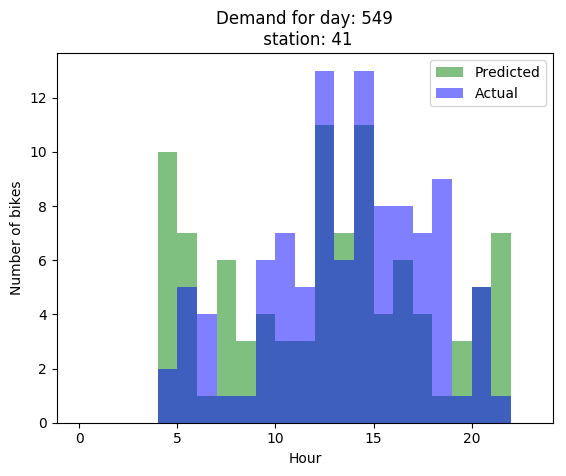 Demand for day: 549
station: 41
Predicted
Actual
Number of bikes
12
10
8
6
4
2
0
0
5
10
15
20
Hour